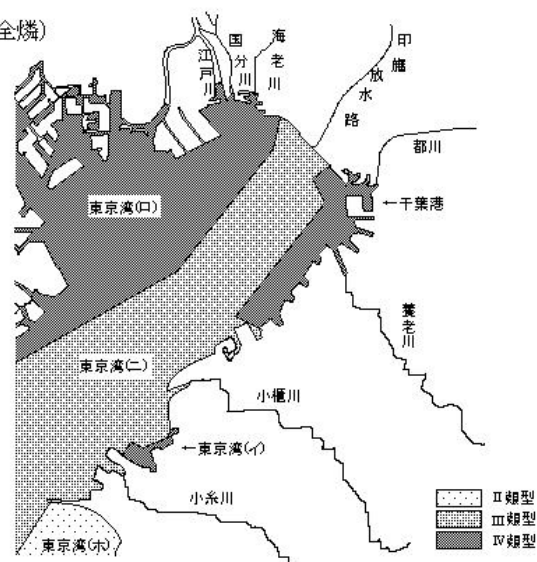 全燐)
江戸川
国分川
海老川
印旛放水路
都川
東京湾(ロ)
←千葉港
養老川
東京湾(ニ)
小櫃川
←東京湾(イ)
小糸川
東京湾(ホ)
Ⅱ類型
Ⅲ類型
Ⅳ類型